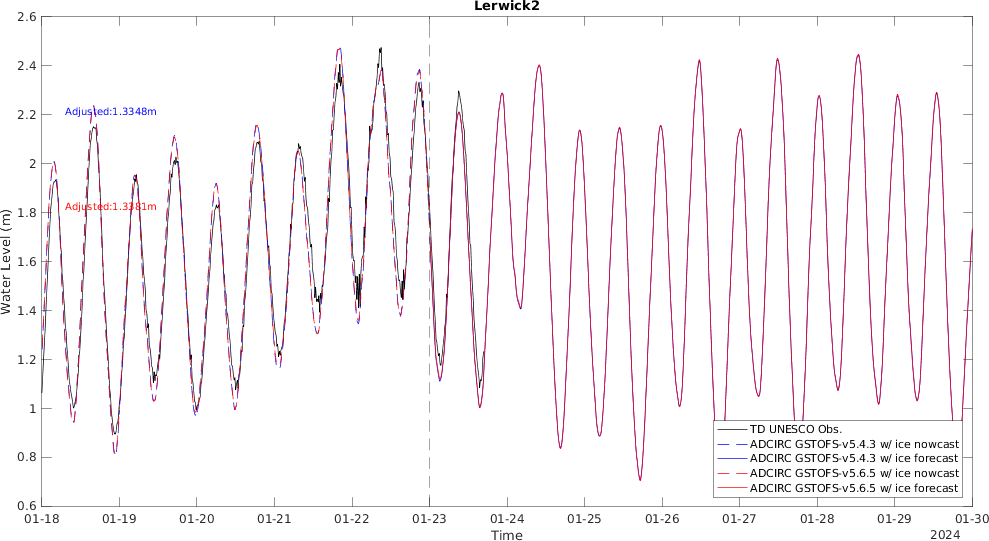 Lerwick2
2.6
2.4
2.2
2
1.8
1.6
1.4
1.2
1
0.8
0.6
Water Level (m)
Adjusted:1.3348m
Adjusted:1.3381m
TD UNESCO Obs.
ADCIRC GSTOFS-v5.4.3 w/ ice nowcast
ADCIRC GSTOFS-v5.4.3 w/ ice forecast
ADCIRC GSTOFS-v5.6.5 w/ ice nowcast
ADCIRC GSTOFS-v5.6.5 w/ ice forecast
01-18 01-19 01-20 01-21 01-22 01-23 01-24 01-25 01-26 01-27 01-28 01-29 01-30
Time
2024